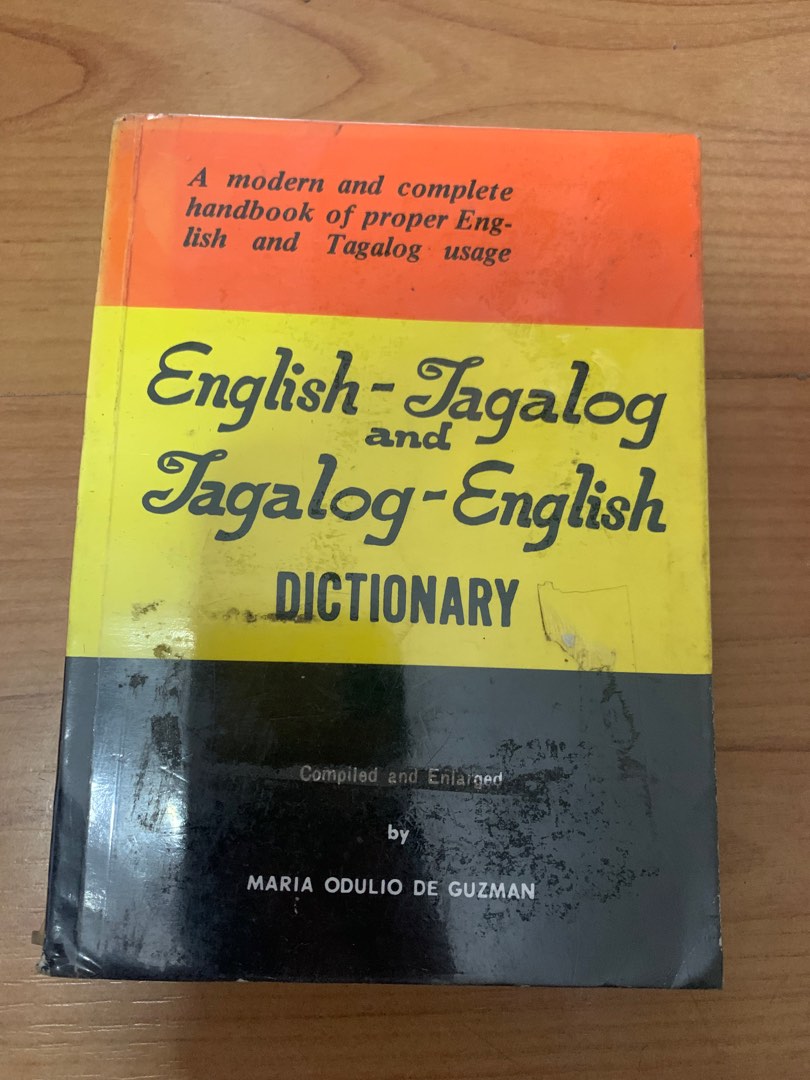 A modern and complete
handbook of proper Eng-
lish and Tagalog usage
English-Tagalog
and
Tagalog-English
DICTIONARY
Compiled and Enlarged
by
MARIA ODULIO DE GUZMAN